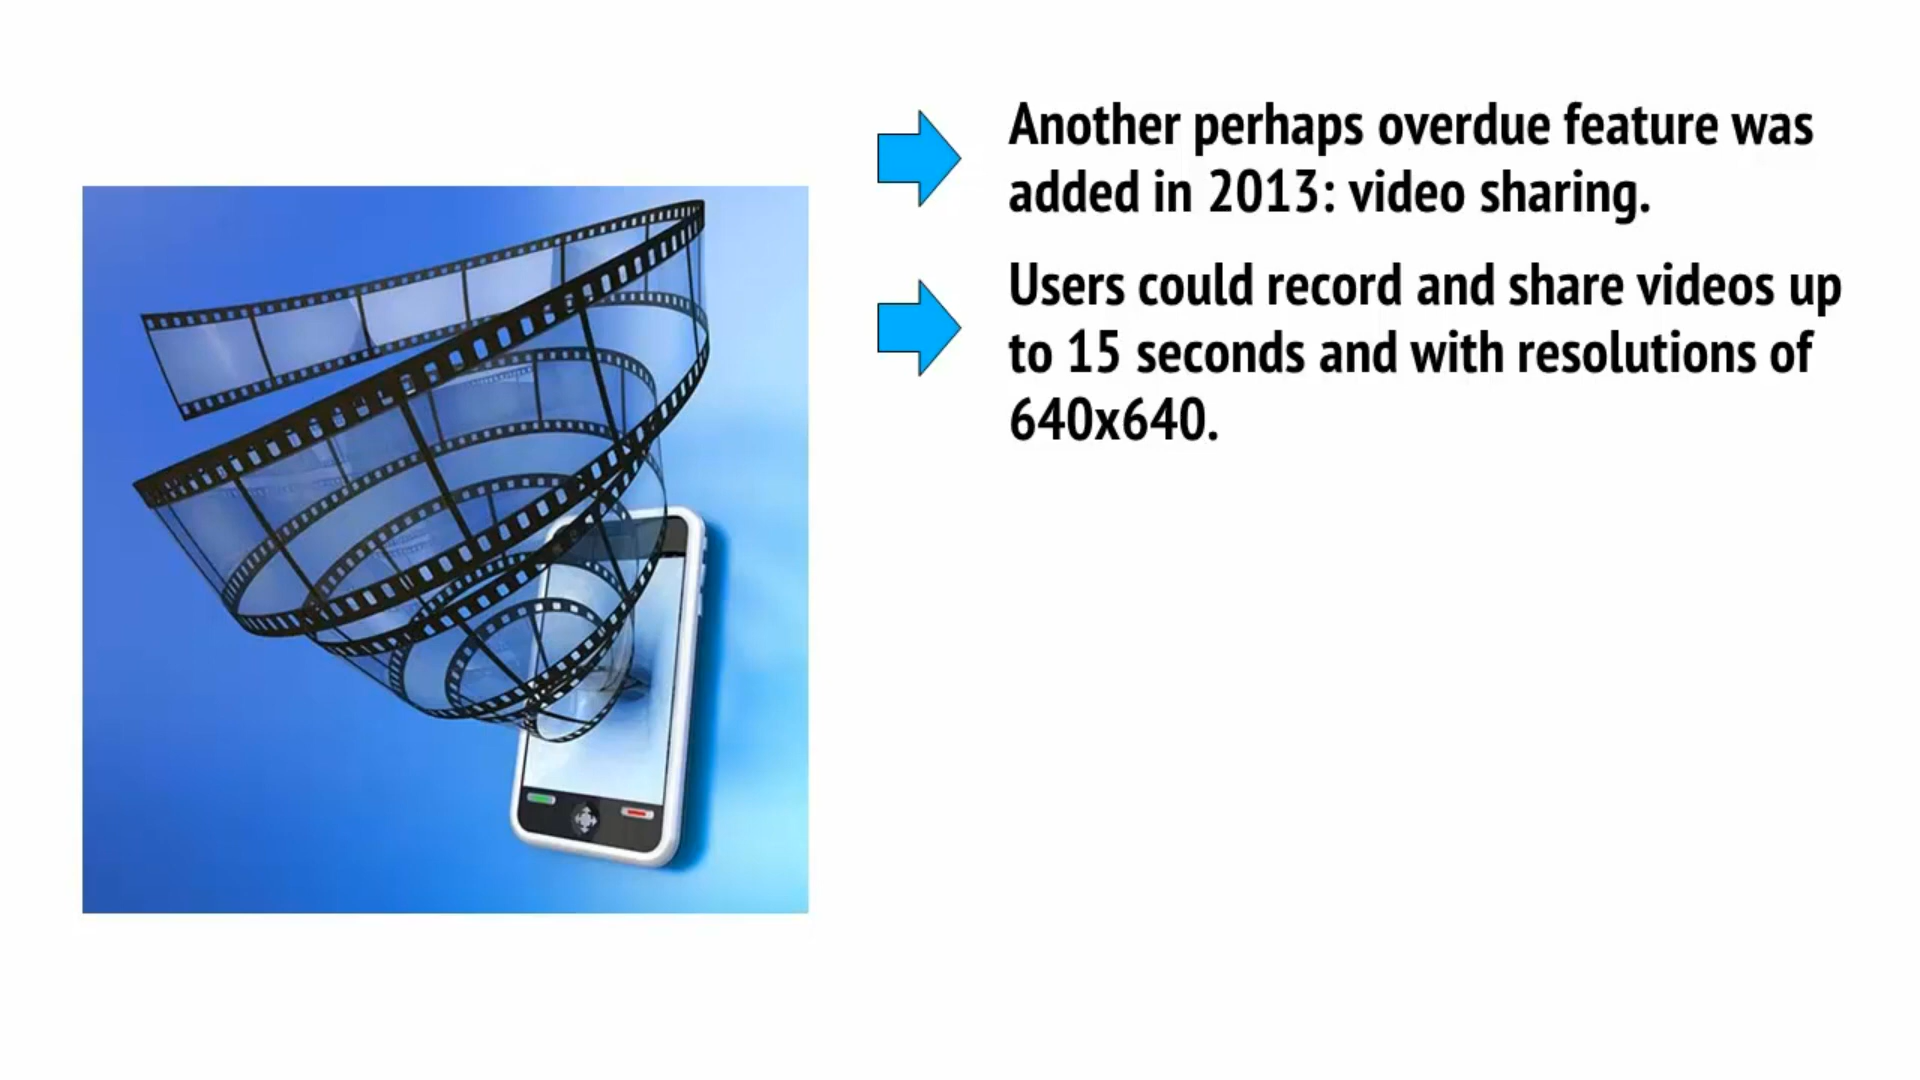 Another perhaps overdue feature was
added in 2013: video sharing.
Users could record and share videos up
to 15 seconds and with resolutions of
640x640.